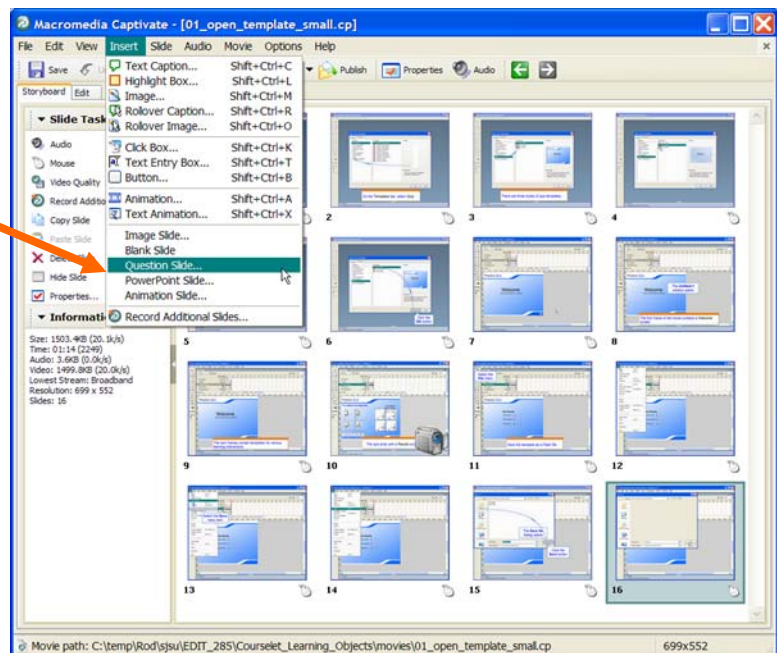 Macromedia Captivate - [01_open_template_small.cp]
File Edit View Insert Slide Audio Movie Options Help
Save Publish Properties Audio
Storyboard Edit
Slide Task
Audio
Mouse
Video Quality
Record Additio
Copy Slide
Paste Slide
Hide Slide
Properties...
Informati
Size: 1503.4KB (20.1k/s)
Time: 01:14 (2249)
Audio: 3.6KB (0.0k/s)
Video: 1499.8KB (20.0k/s)
Lowest Stream: Broadband
Resolution: 699 x 552
Slides: 16
Text Caption... Shift+Ctrl+C
Highlight Box... Shift+Ctrl+L
Image... Shift+Ctrl+M
Rollover Caption... Shift+Ctrl+R
Rollover Image... Shift+Ctrl+O
Click Box... Shift+Ctrl+K
Text Entry Box... Shift+Ctrl+T
Button... Shift+Ctrl+B
Animation... Shift+Ctrl+A
Text Animation... Shift+Ctrl+X
Image Slide...
Blank Slide
Question Slide...
PowerPoint Slide...
Animation Slide...
Record Additional Slides...
2 3 4
5 6 7 8
9 10 11 12
13 14 15 16
Movie path: C:\temp\Rod\sjsu\EDIT_285\Courselet_Learning_Objects\movies\01_open_template_small.cp 699x552